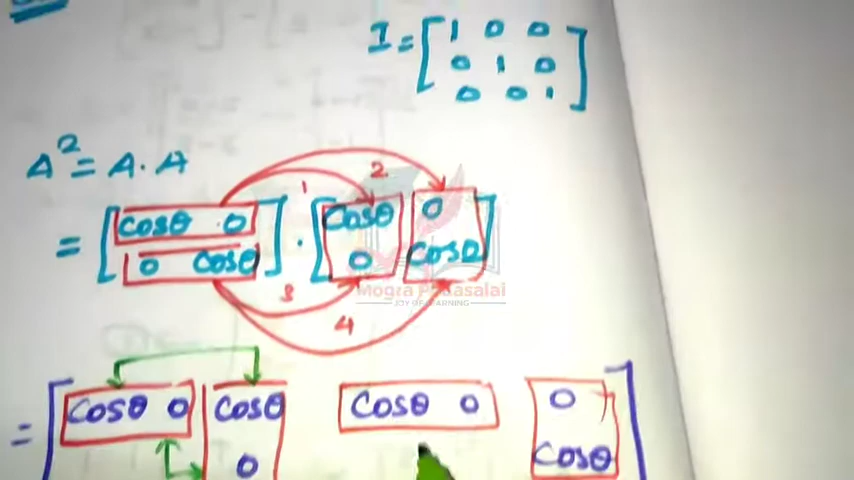 I = [1 0 0
0 1 0
0 0 1]
A² = A . A
= [cosθ 0 ] . [cosθ 0 ]
[0 cosθ] [0 cosθ]
1
2
3
4
Mogra Padasalai
JOY OF LEARNING
= [cosθ 0 cosθ cosθ 0 0
0 cosθ]